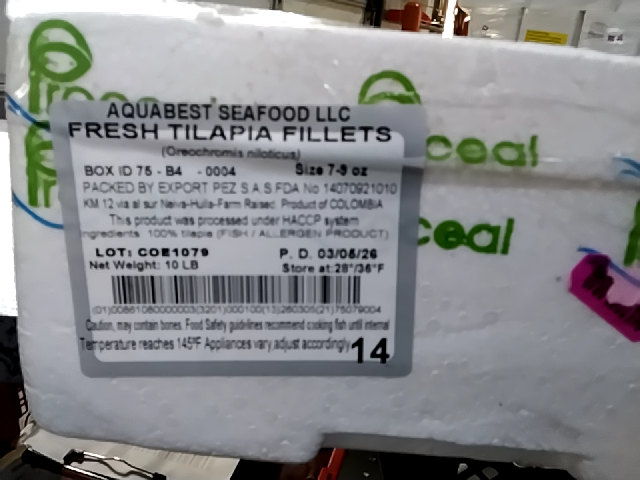 AQUABEST SEAFOOD LLC
FRESH TILAPIA FILLETS
(Oreochromis niloticus)
BOX ID 75 - B4 -0004 Size 7-9 oz
PACKED BY EXPORT PEZ S.A.S FDA No 14070921010
KM 12 via al sur Neiva-Huila-Farm Raised. Product of COLOMBIA
This product was processed under HACCP system
Ingredients: 100% tilapia (FISH / ALLERGEN PRODUCT)
LOT: COE1079 P. D. 03/05/26
Net Weight: 10 LB Store at:28°/36°F
Caution, may contain bones. Food Safety guidelines recommend cooking fish until internal
Temperature reaches 145ºF Appliances vary,adjust accordingly
14
ceal
ceal